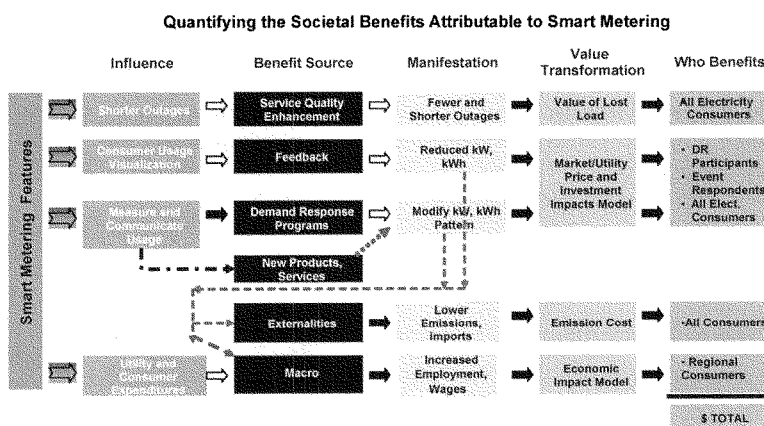 Quantifying the Societal Benefits Attributable to Smart Metering
Influence
Benefit Source
Manifestation
Value
Transformation
Who Benefits
Smart Metering Features
Shorter Outages
Service Quality
Enhancement
Fewer and
Shorter Outages
Value of Lost
Load
All Electricity
Consumers
Consumer Usage
Visualization
Feedback
Reduced kW,
kWh
Market/Utility
Price and
Investment
Impacts Model
• DR
Participants
• Event
Respondents
• All Elect.
Consumers
Measure and
Communicate
Usage
Demand Response
Programs
Modify kW, kWh
Pattern
New Products,
Services
Externalities
Lower
Emissions,
Imports
Emission Cost
•All Consumers
Utility and
Consumer
Expenditures
Macro
Increased
Employment,
Wages
Economic
Impact Model
• Regional
Consumers
$ TOTAL